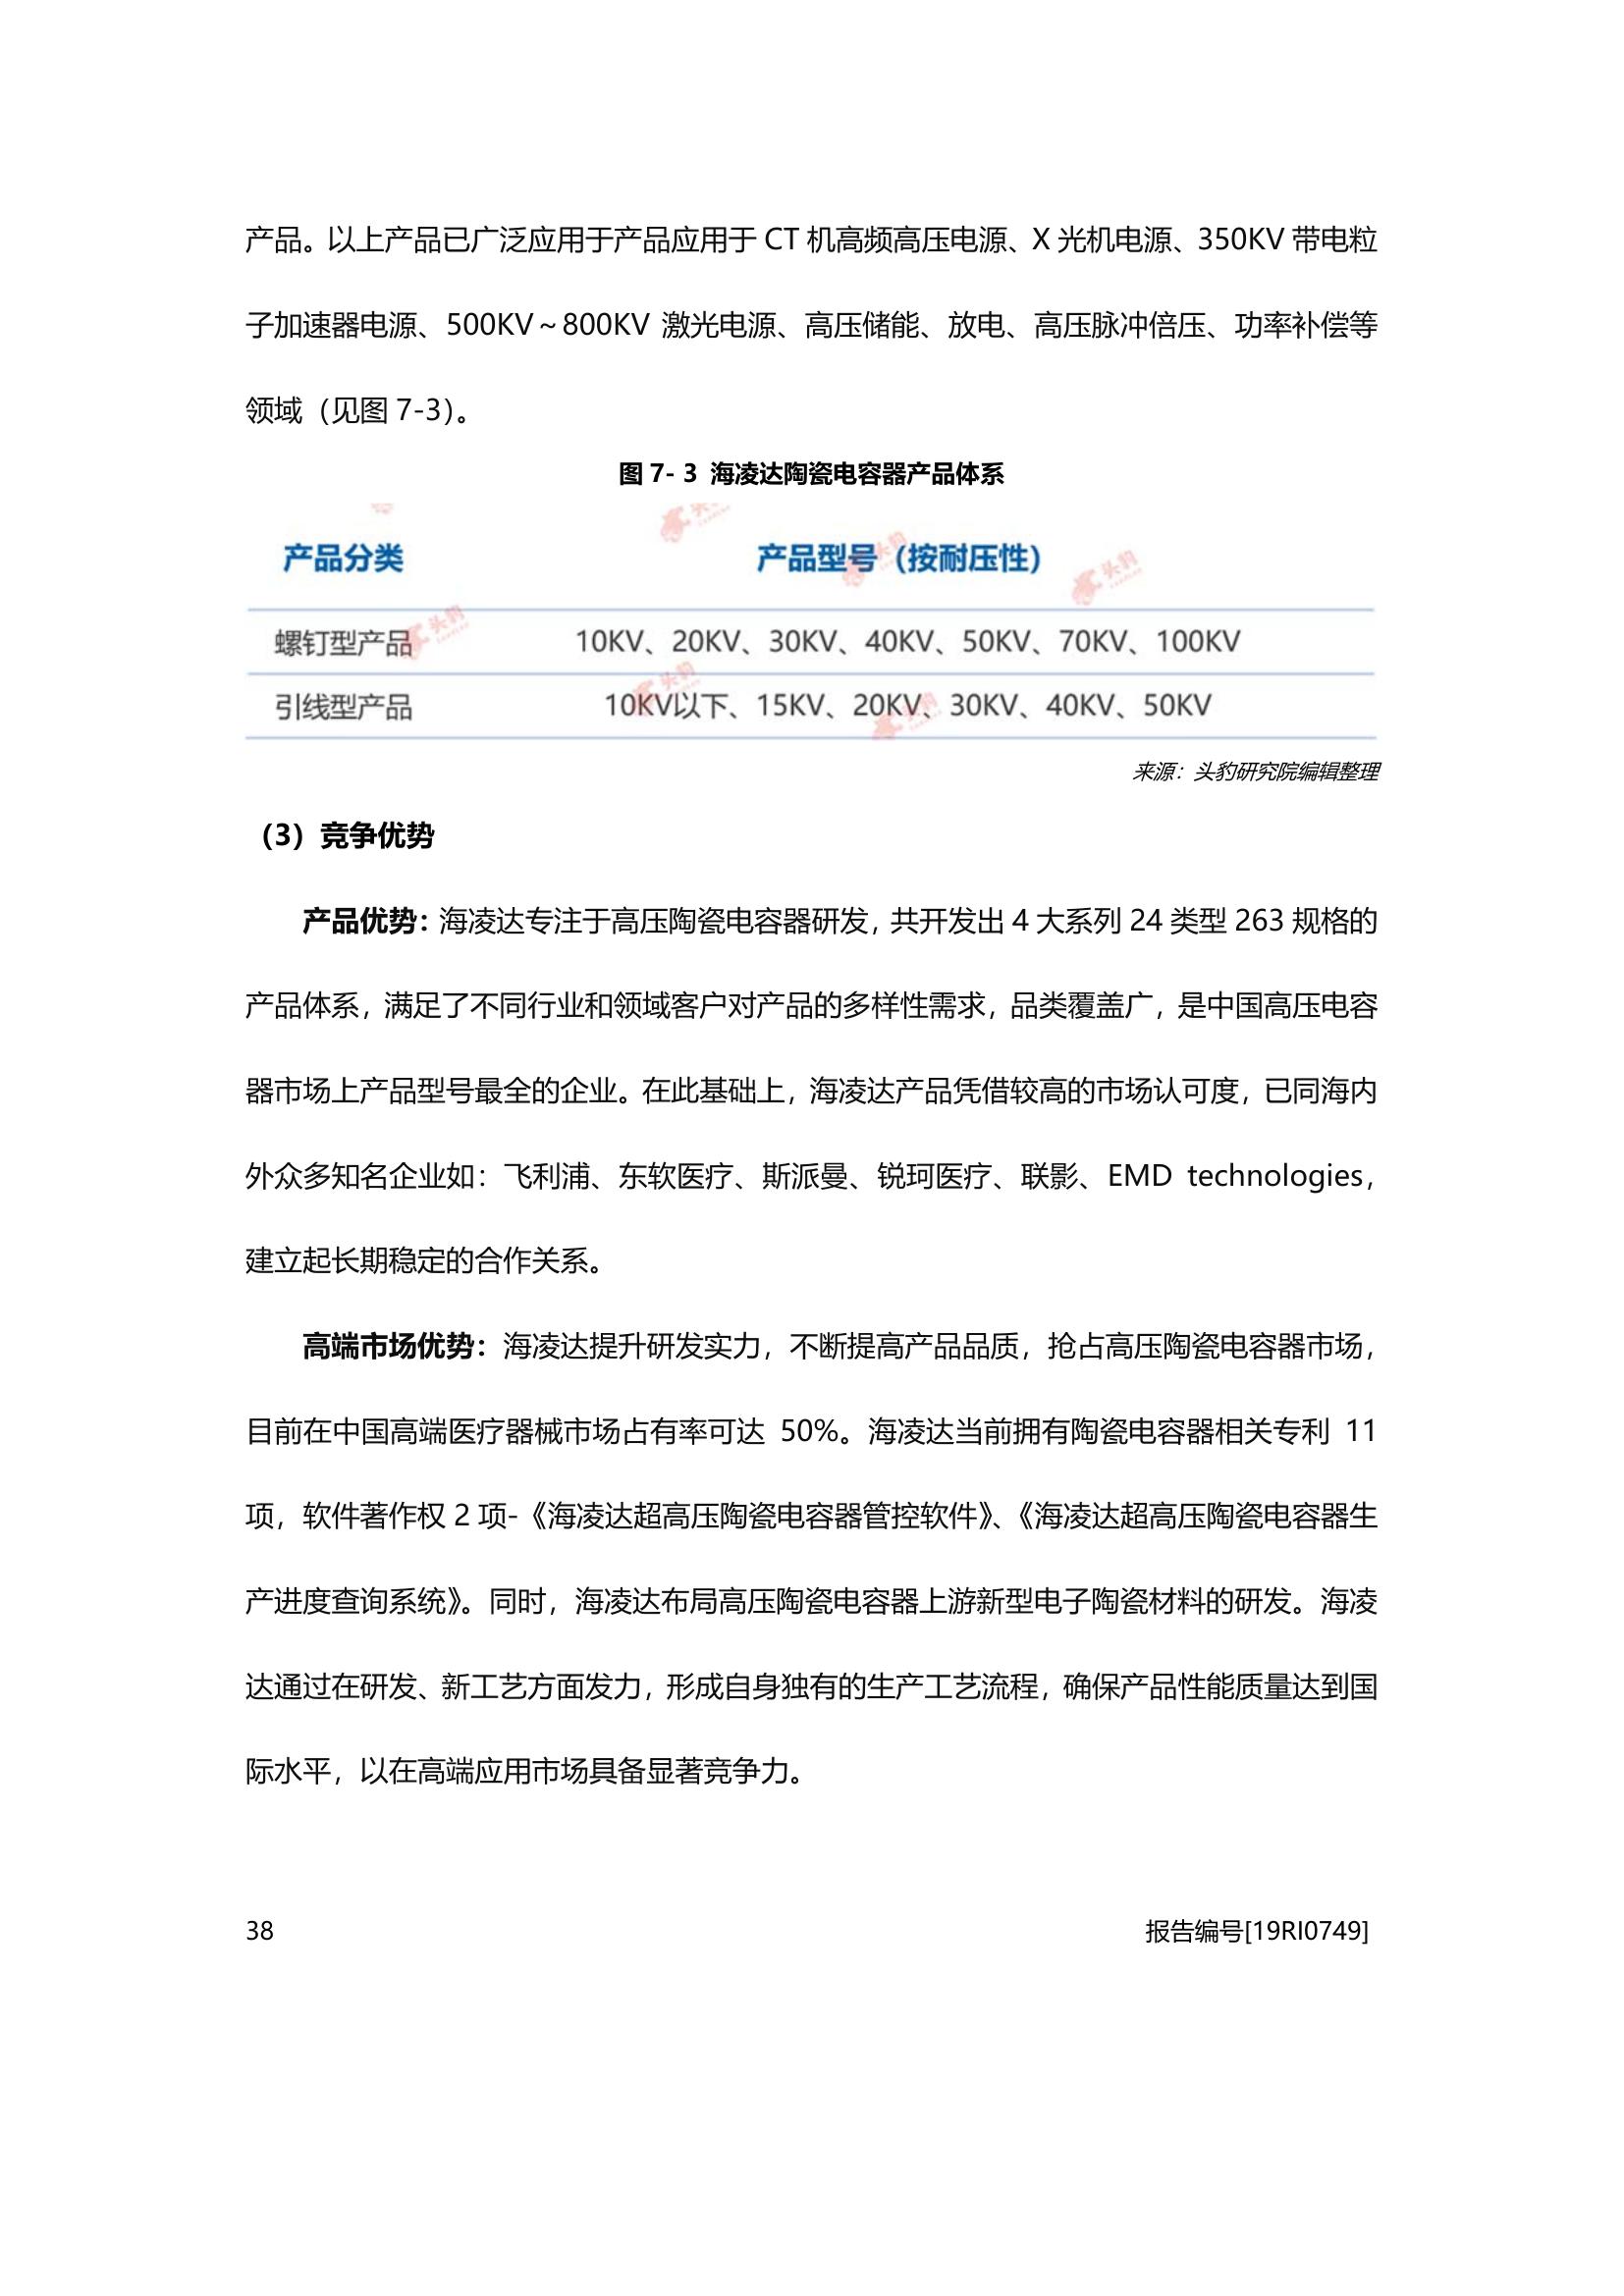 产品。以上产品已广泛应用于产品应用于 CT 机高频高压电源、X 光机电源、350KV 带电粒
子加速器电源、500KV～800KV 激光电源、高压储能、放电、高压脉冲倍压、功率补偿等
领域（见图 7-3）。
图 7- 3 海凌达陶瓷电容器产品体系
产品分类 产品型号（按耐压性）
螺钉型产品 10KV、20KV、30KV、40KV、50KV、70KV、100KV
引线型产品 10KV以下、15KV、20KV、30KV、40KV、50KV
来源：头豹研究院编辑整理
（3）竞争优势
产品优势：海凌达专注于高压陶瓷电容器研发，共开发出 4 大系列 24 类型 263 规格的
产品体系，满足了不同行业和领域客户对产品的多样性需求，品类覆盖广，是中国高压电容
器市场上产品型号最全的企业。在此基础上，海凌达产品凭借较高的市场认可度，已同海内
外众多知名企业如：飞利浦、东软医疗、斯派曼、锐珂医疗、联影、EMD technologies，
建立起长期稳定的合作关系。
高端市场优势：海凌达提升研发实力，不断提高产品品质，抢占高压陶瓷电容器市场，
目前在中国高端医疗器械市场占有率可达 50%。海凌达当前拥有陶瓷电容器相关专利 11
项，软件著作权 2 项-《海凌达超高压陶瓷电容器管控软件》、《海凌达超高压陶瓷电容器生
产进度查询系统》。同时，海凌达布局高压陶瓷电容器上游新型电子陶瓷材料的研发。海凌
达通过在研发、新工艺方面发力，形成自身独有的生产工艺流程，确保产品性能质量达到国
际水平，以在高端应用市场具备显著竞争力。
38 报告编号[19RI0749]